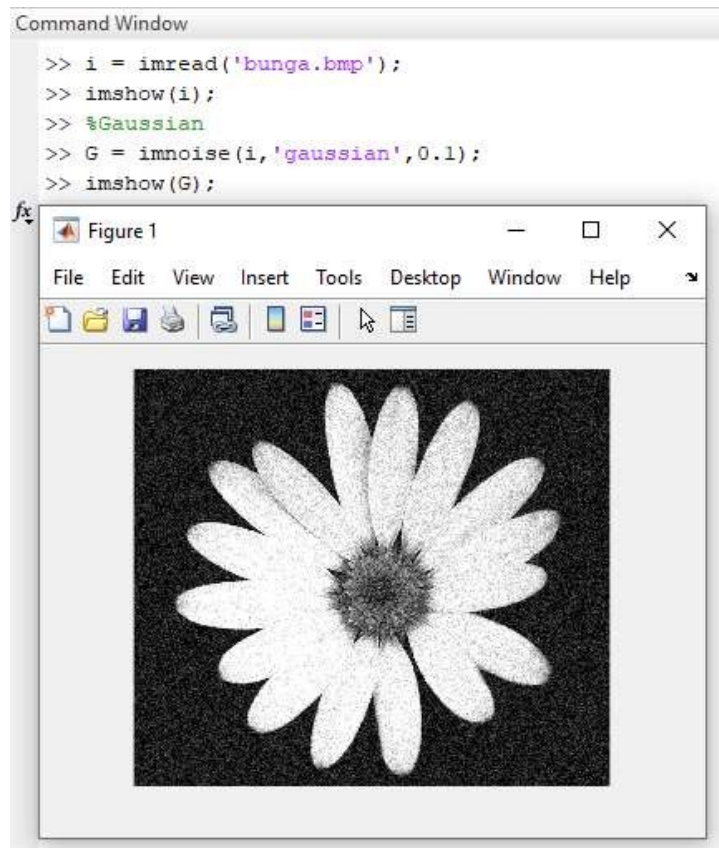 Command Window
>> i = imread('bunga.bmp');
>> imshow(i);
>> %Gaussian
>> G = imnoise(i,'gaussian',0.1);
>> imshow(G);
fx
Figure 1
File Edit View Insert Tools Desktop Window Help